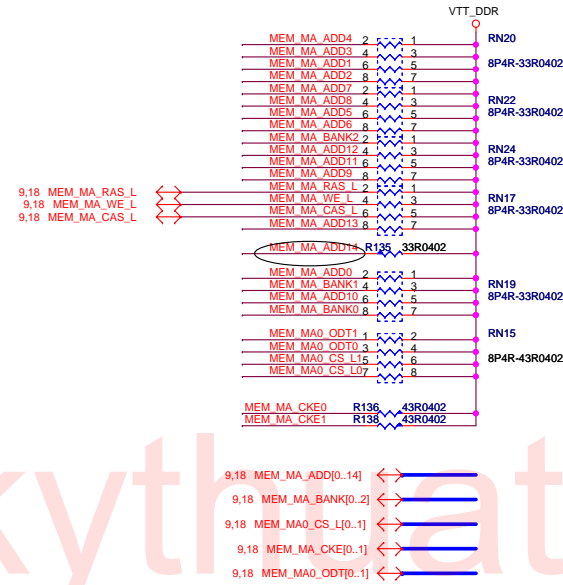 VTT_DDR
MEM_MA_ADD4 2 1 RN20
MEM_MA_ADD3 4 3
MEM_MA_ADD1 6 5 8P4R-33R0402
MEM_MA_ADD2 8 7
MEM_MA_ADD7 2 1
MEM_MA_ADD8 4 3 RN22
MEM_MA_ADD5 6 5 8P4R-33R0402
MEM_MA_ADD6 8 7
MEM_MA_BANK2 2 1
MEM_MA_ADD12 4 3 RN24
MEM_MA_ADD11 6 5 8P4R-33R0402
MEM_MA_ADD9 8 7
9,18 MEM_MA_RAS_L MEM_MA_RAS_L 2 1
9,18 MEM_MA_WE_L MEM_MA_WE_L 4 3 RN17
9,18 MEM_MA_CAS_L MEM_MA_CAS_L 6 5 8P4R-33R0402
MEM_MA_ADD13 8 7
MEM_MA_ADD14 R135 33R0402
MEM_MA_ADD0 2 1
MEM_MA_BANK1 4 3 RN19
MEM_MA_ADD10 6 5 8P4R-33R0402
MEM_MA_BANK0 8 7
MEM_MA0_ODT1 1 2 RN15
MEM_MA0_ODT0 3 4
MEM_MA0_CS_L1 5 6 8P4R-43R0402
MEM_MA0_CS_L0 7 8
MEM_MA_CKE0 R136 43R0402
MEM_MA_CKE1 R138 43R0402
9,18 MEM_MA_ADD[0..14]
9,18 MEM_MA_BANK[0..2]
9,18 MEM_MA0_CS_L[0..1]
9,18 MEM_MA_CKE[0..1]
9,18 MEM_MA0_ODT[0..1]
kythuat